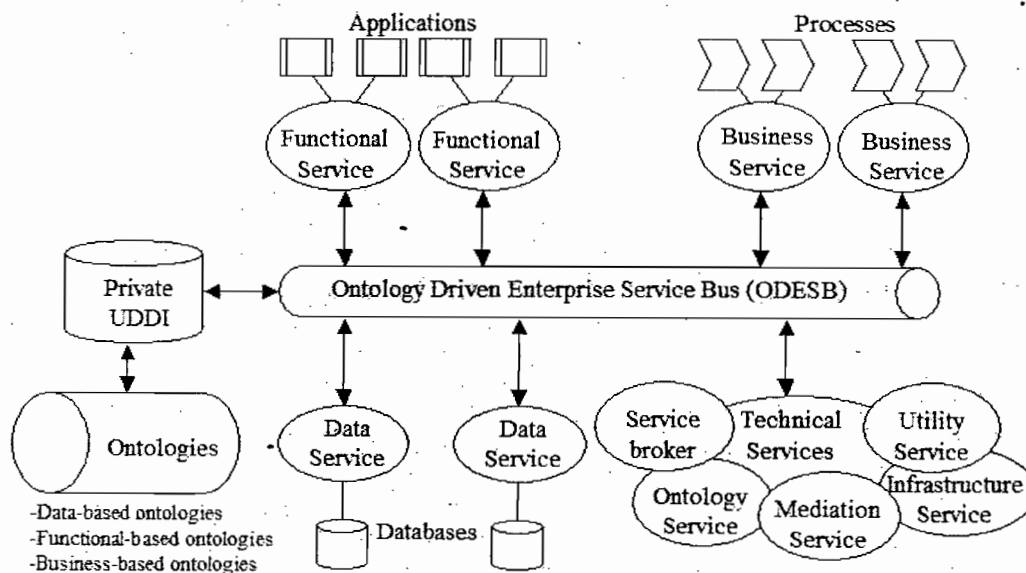 Applications
Processes
Functional
Service
Functional
Service
Business
Service
Business
Service
Private
UDDI
Ontology Driven Enterprise Service Bus (ODESB)
Ontologies
-Data-based ontologies
-Functional-based ontologies
-Business-based ontologies
Data
Service
Data
Service
Databases
Service
broker
Technical
Services
Utility
Service
Ontology
Service
Mediation
Service
Infrastructure
Service